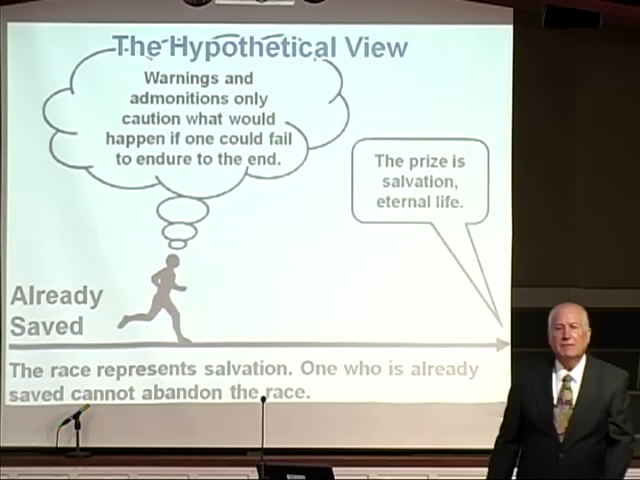 The Hypothetical View
Warnings and
admonitions only
caution what would
happen if one could fail
to endure to the end.
The prize is
salvation,
eternal life.
Already
Saved
The race represents salvation. One who is already
saved cannot abandon the race.